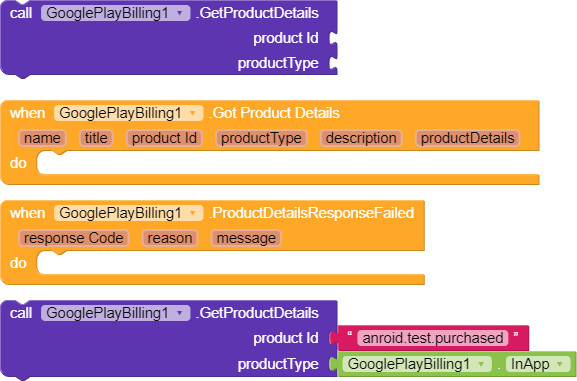 call GooglePlayBilling1 .GetProductDetails
product Id
productType
when GooglePlayBilling1 .Got Product Details
name title product Id productType description productDetails
do
when GooglePlayBilling1 .ProductDetailsResponseFailed
response Code reason message
do
call GooglePlayBilling1 .GetProductDetails
product Id “ anroid.test.purchased ”
productType GooglePlayBilling1 . InApp